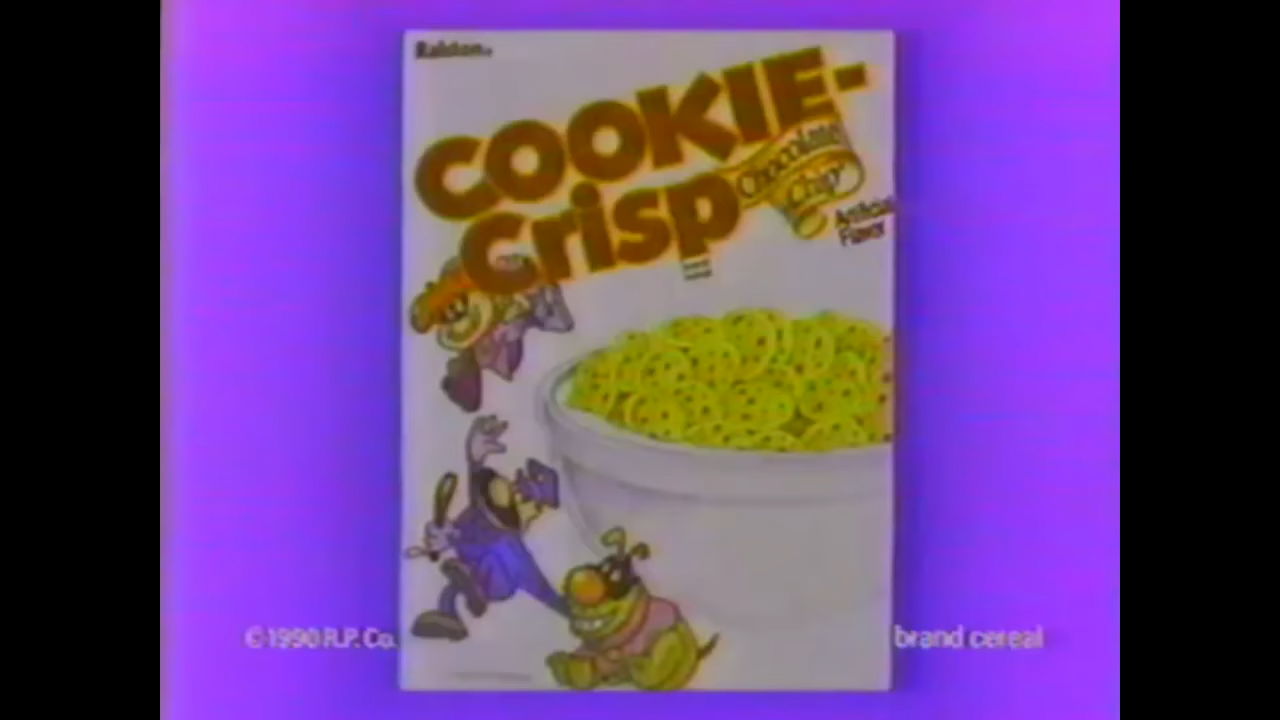 Ralston®
COOKIE-
Crisp
Chocolate
Chip
Artificial
Flavor
©1990 R.P. Co.
brand cereal